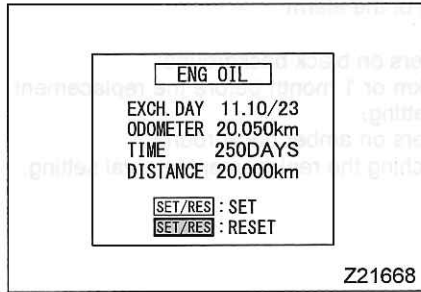 ENG OIL
EXCH. DAY 11.10/23
ODOMETER 20,050km
TIME 250DAYS
DISTANCE 20,000km
SET/RES : SET
SET/RES : RESET
Z21668